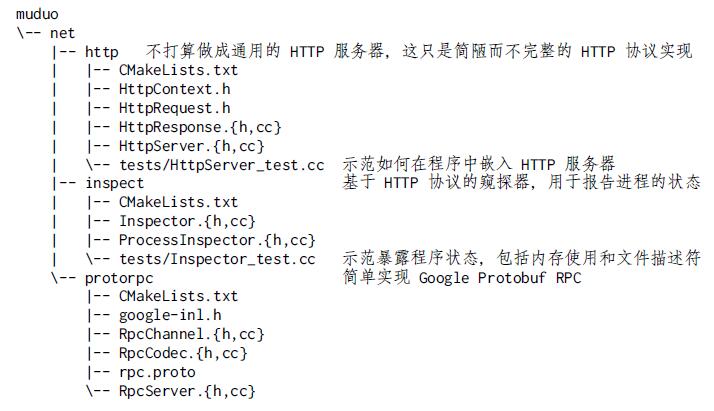 muduo
\-- net
    |-- http   不打算做成通用的 HTTP 服务器，这只是简陋而不完整的 HTTP 协议实现
    |   |-- CMakeLists.txt
    |   |-- HttpContext.h
    |   |-- HttpRequest.h
    |   |-- HttpResponse.{h,cc}
    |   |-- HttpServer.{h,cc}
    |   \-- tests/HttpServer_test.cc  示范如何在程序中嵌入 HTTP 服务器
    |-- inspect                       基于 HTTP 协议的窥探器，用于报告进程的状态
    |   |-- CMakeLists.txt
    |   |-- Inspector.{h,cc}
    |   |-- ProcessInspector.{h,cc}
    |   \-- tests/Inspector_test.cc   示范暴露程序状态，包括内存使用和文件描述符
    \-- protorpc                      简单实现 Google Protobuf RPC
        |-- CMakeLists.txt
        |-- google-inl.h
        |-- RpcChannel.{h,cc}
        |-- RpcCodec.{h,cc}
        |-- rpc.proto
        \-- RpcServer.{h,cc}